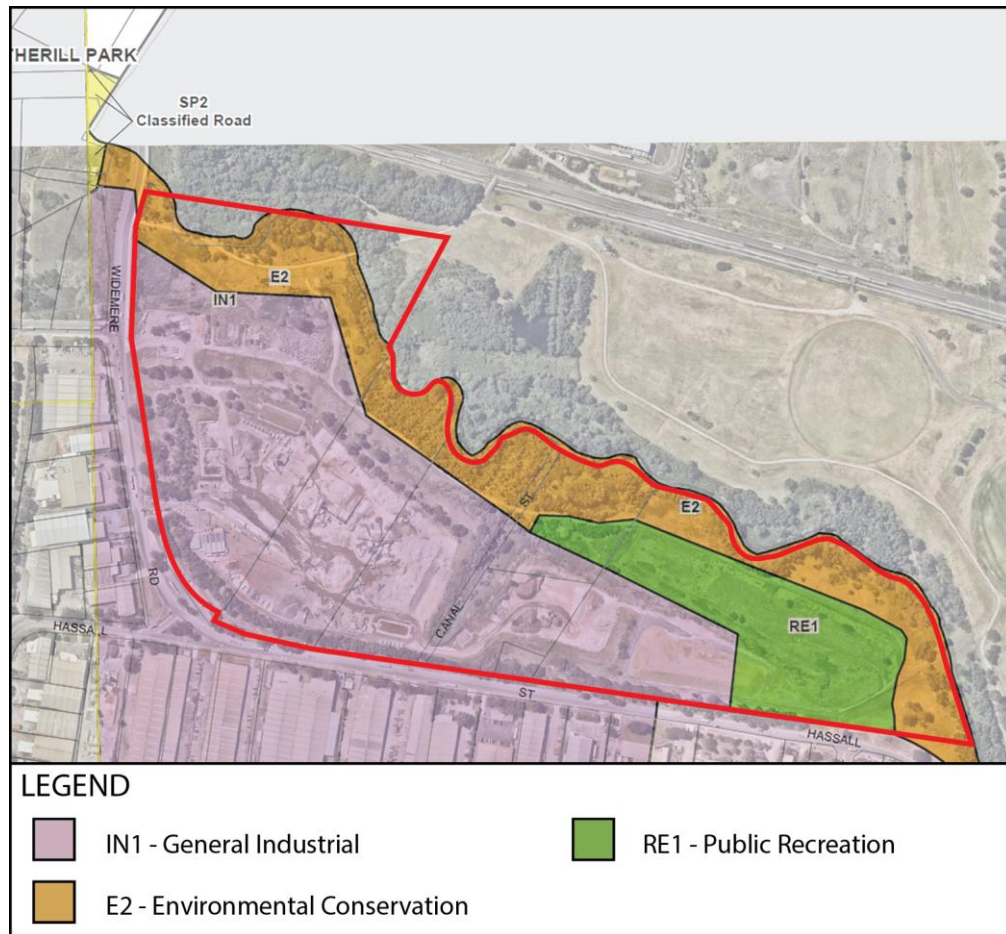 THERILL PARK
SP2
Classified Road
WIDEMERE
E2
IN1
RD
ST
CANAL
E2
RE1
HASSALL
ST
HASSALL
LEGEND
IN1 - General Industrial
RE1 - Public Recreation
E2 - Environmental Conservation